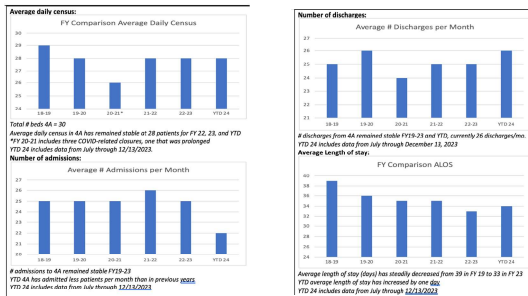 Average daily census:
FY Comparison Average Daily Census
30
29
28
27
26
25
24
18-19 19-20 20-21* 21-22 22-23 YTD 24
Total # beds 4A = 30
Average daily census in 4A has remained stable at 28 patients for FY 22, 23, and YTD
*FY 20-21 includes three COVID-related closures, one that was prolonged
YTD 24 includes data from July through 12/13/2023.
Number of admissions:
Average # Admissions per Month
27
26
25
24
23
22
21
20
18-19 19-20 20-21 21-22 22-23 YTD 24
# admissions to 4A remained stable FY19-23
YTD 4A has admitted less patients per month than in previous years
YTD 24 includes data from July through 12/13/2023
Number of discharges:
Average # Discharges per Month
27
26
25
24
23
22
21
18-19 19-20 20-21 21-22 22-23 YTD 24
# discharges from 4A remained stable FY19-23 and YTD, currently 26 discharges/mo.
YTD 24 includes data from July through December 13, 2023
Average Length of stay:
FY Comparison ALOS
40
38
36
34
32
30
28
26
24
18-19 19-20 20-21 21-22 22-23 YTD 24
Average length of stay (days) has steadily decreased from 39 in FY 19 to 33 in FY 23
YTD average length of stay has increased by one day
YTD 24 includes data from July through 12/13/2023